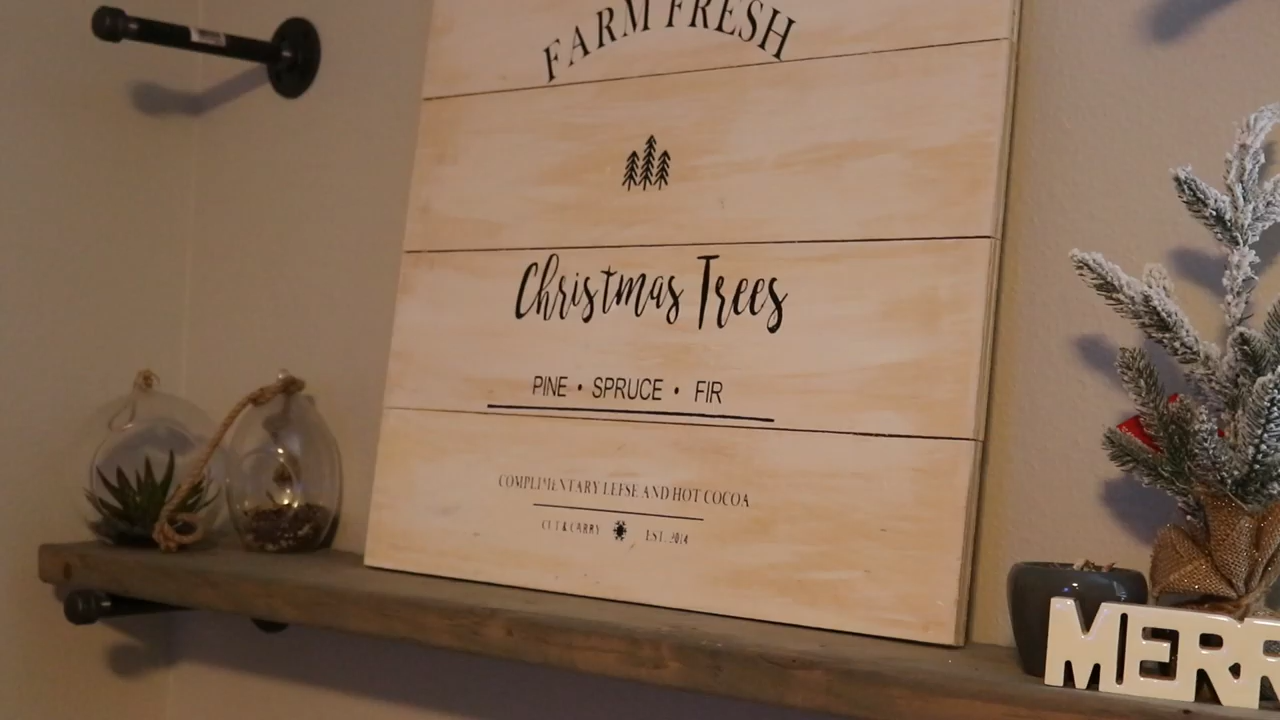 FARM FRESH
Christmas Trees
PINE • SPRUCE • FIR
COMPLIMENTARY LEFSE AND HOT COCOA
CUT & CARRY EST. 2014
MERR